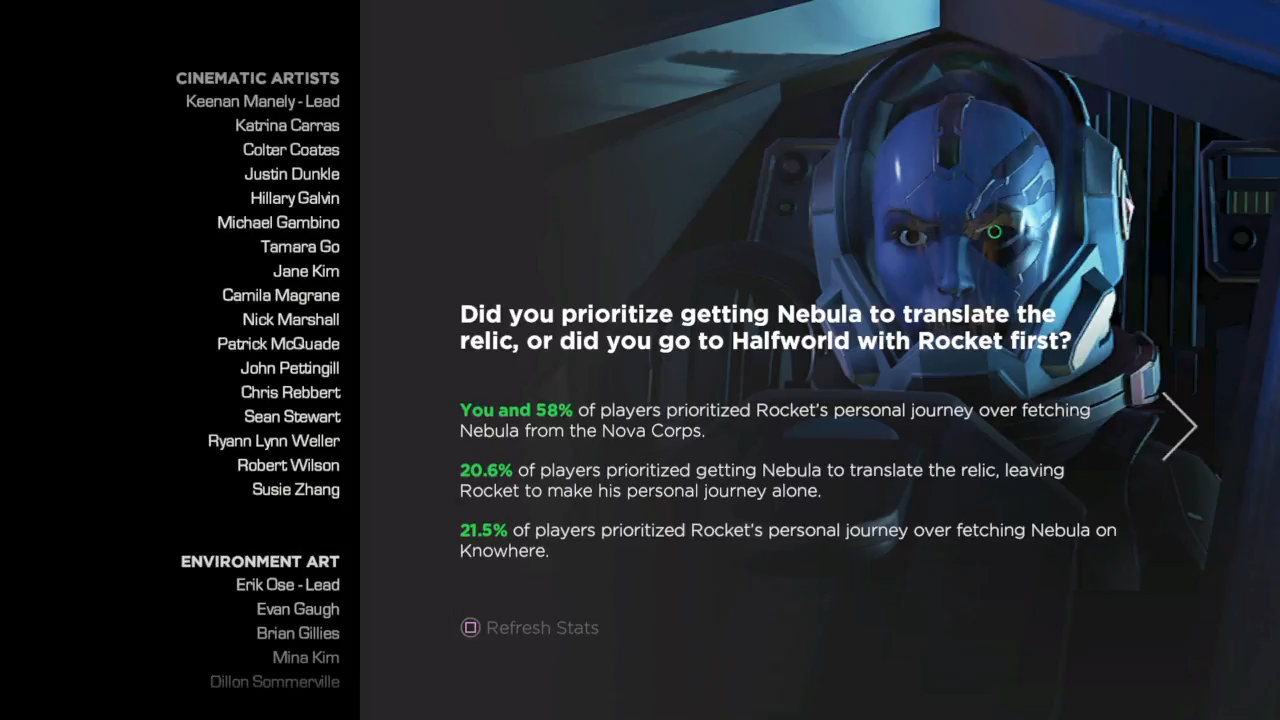 CINEMATIC ARTISTS
Keenan Manely - Lead
Katrina Carras
Colter Coates
Justin Dunkle
Hillary Galvin
Michael Gambino
Tamara Go
Jane Kim
Camila Magrane
Nick Marshall
Patrick McQuade
John Pettingill
Chris Rebbert
Sean Stewart
Ryann Lynn Weller
Robert Wilson
Susie Zhang
ENVIRONMENT ART
Erik Ose - Lead
Evan Gaugh
Brian Gillies
Mina Kim
Dillon Sommerville
Did you prioritize getting Nebula to translate the
relic, or did you go to Halfworld with Rocket first?
You and 58% of players prioritized Rocket's personal journey over fetching
Nebula from the Nova Corps.
20.6% of players prioritized getting Nebula to translate the relic, leaving
Rocket to make his personal journey alone.
21.5% of players prioritized Rocket's personal journey over fetching Nebula on
Knowhere.
Refresh Stats